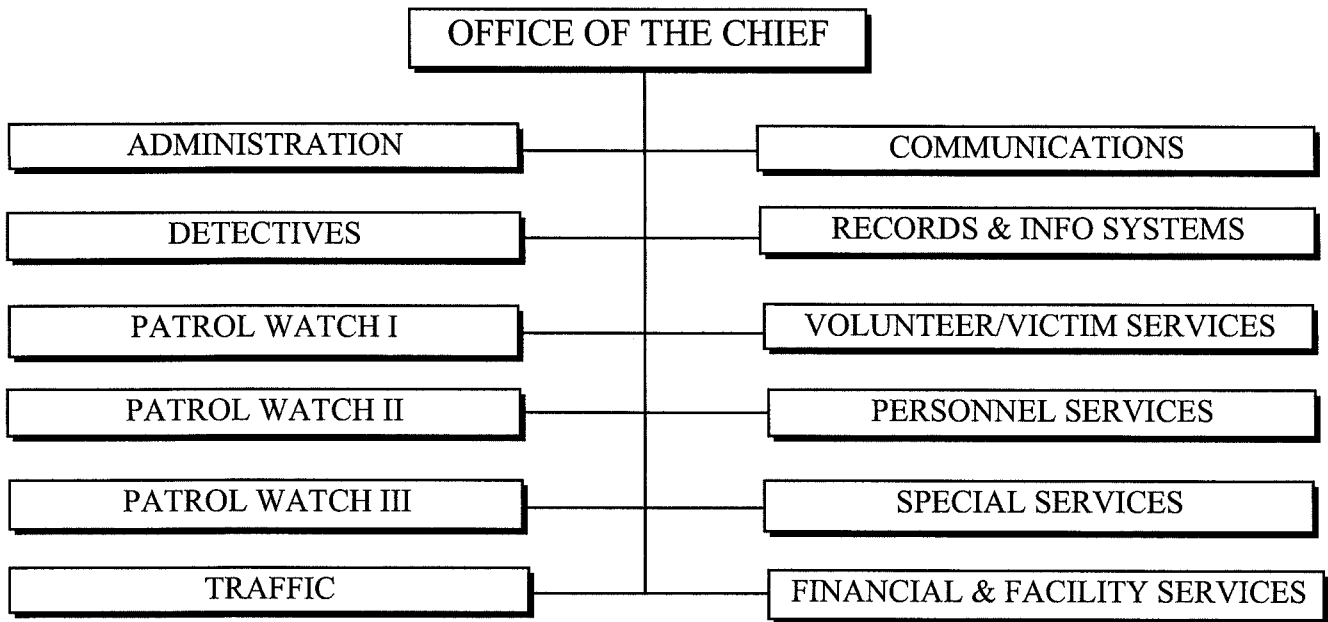 OFFICE OF THE CHIEF
ADMINISTRATION
COMMUNICATIONS
DETECTIVES
RECORDS & INFO SYSTEMS
PATROL WATCH I
VOLUNTEER/VICTIM SERVICES
PATROL WATCH II
PERSONNEL SERVICES
PATROL WATCH III
SPECIAL SERVICES
TRAFFIC
FINANCIAL & FACILITY SERVICES